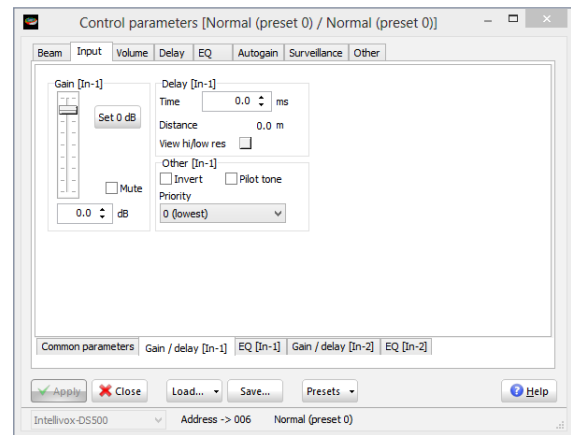 Control parameters [Normal (preset 0) / Normal (preset 0)]
Beam Input Volume Delay EQ Autogain Surveillance Other
Gain [In-1]
Set 0 dB
Mute
0.0 dB
Delay [In-1]
Time 0.0 ms
Distance 0.0 m
View hi/low res
Other [In-1]
Invert Pilot tone
Priority
0 (lowest)
Common parameters Gain / delay [In-1] EQ [In-1] Gain / delay [In-2] EQ [In-2]
Apply Close Load... Save... Presets Help
Intellivox-DS500 Address -> 006 Normal (preset 0)